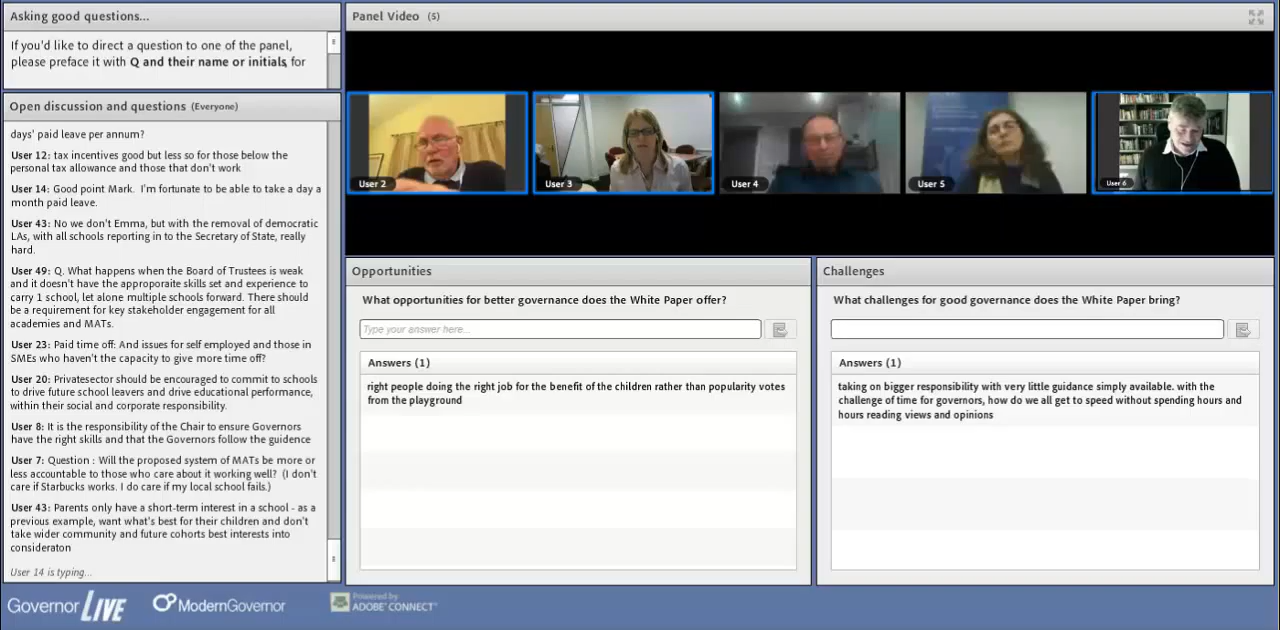 Asking good questions...
If you'd like to direct a question to one of the panel,
please preface it with Q and their name or initials, for
Open discussion and questions (Everyone)
days' paid leave per annum?
User 12: tax incentives good but less so for those below the
personal tax allowance and those that don't work
User 14: Good point Mark. I'm fortunate to be able to take a day a
month paid leave.
User 43: No we don't Emma, but with the removal of democratic
LAs, with all schools reporting in to the Secretary of State, really
hard.
User 49: Q. What happens when the Board of Trustees is weak
and it doesn't have the approporaite skills set and experience to
carry 1 school, let alone multiple schools forward. There should
be a requirement for key stakeholder engagement for all
academies and MATs.
User 23: Paid time off: And issues for self employed and those in
SMEs who haven't the capacity to give more time off?
User 20: Privatesector should be encouraged to commit to schools
to drive future school leavers and drive educational performance,
within their social and corporate responsibility.
User 8: It is the responsibility of the Chair to ensure Governors
have the right skills and that the Governors follow the guidence
User 7: Question : Will the proposed system of MATs be more or
less accountable to those who care about it working well? (I don't
care if Starbucks works. I do care if my local school fails.)
User 43: Parents only have a short-term interest in a school - as a
previous example, want what's best for their children and don't
take wider community and future cohorts best interests into
consideraton
User 14 is typing...
Panel Video (5)
User 2
User 3
User 4
User 5
User 6
Opportunities
What opportunities for better governance does the White Paper offer?
Type your answer here...
Answers (1)
right people doing the right job for the benefit of the children rather than popularity votes
from the playground
Challenges
What challenges for good governance does the White Paper bring?
Answers (1)
taking on bigger responsibility with very little guidance simply available. with the
challenge of time for governors, how do we all get to speed without spending hours and
hours reading views and opinions
Governor LIVE
ModernGovernor
Powered by
ADOBE® CONNECT™